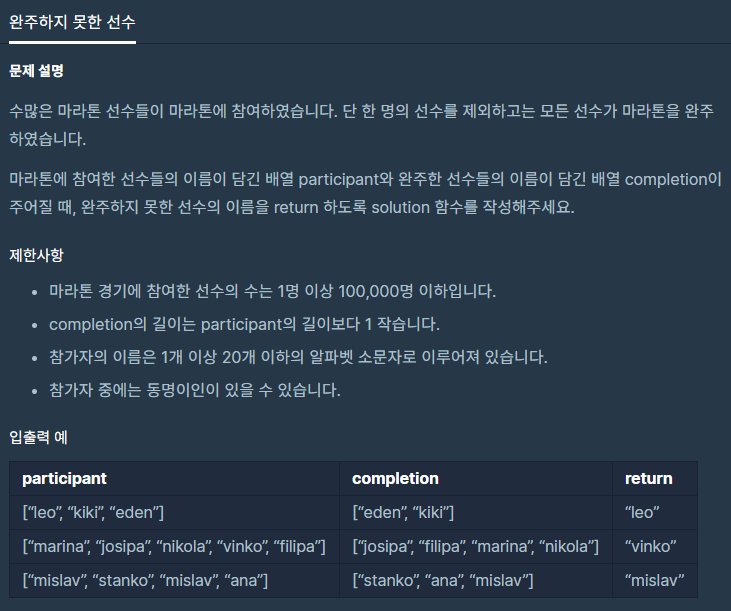 완주하지 못한 선수
문제 설명
수많은 마라톤 선수들이 마라톤에 참여하였습니다. 단 한 명의 선수를 제외하고는 모든 선수가 마라톤을 완주
하였습니다.
마라톤에 참여한 선수들의 이름이 담긴 배열 participant와 완주한 선수들의 이름이 담긴 배열 completion이
주어질 때, 완주하지 못한 선수의 이름을 return 하도록 solution 함수를 작성해주세요.
제한사항
• 마라톤 경기에 참여한 선수의 수는 1명 이상 100,000명 이하입니다.
• completion의 길이는 participant의 길이보다 1 작습니다.
• 참가자의 이름은 1개 이상 20개 이하의 알파벳 소문자로 이루어져 있습니다.
• 참가자 중에는 동명이인이 있을 수 있습니다.
입출력 예
participant completion return
[“leo”, “kiki”, “eden”] [“eden”, “kiki”] “leo”
[“marina”, “josipa”, “nikola”, “vinko”, “filipa”] [“josipa”, “filipa”, “marina”, “nikola”] “vinko”
[“mislav”, “stanko”, “mislav”, “ana”] [“stanko”, “ana”, “mislav”] “mislav”